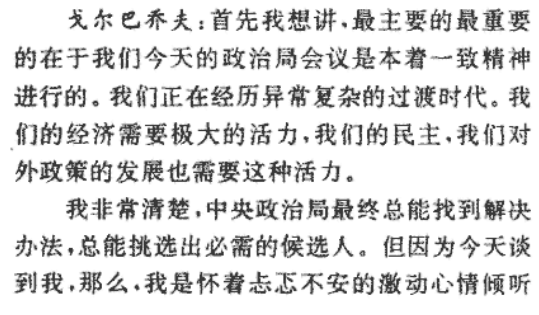 戈尔巴乔夫:首先我想讲,最主要的最重要
的在于我们今天的政治局会议是本着一致精神
进行的。我们正在经历异常复杂的过渡时代。我
们的经济需要极大的活力,我们的民主,我们对
外政策的发展也需要这种活力。
我非常清楚,中央政治局最终总能找到解决
办法,总能挑选出必需的候选人。但因为今天谈
到我,那么,我是怀着忐忑不安的激动心情倾听